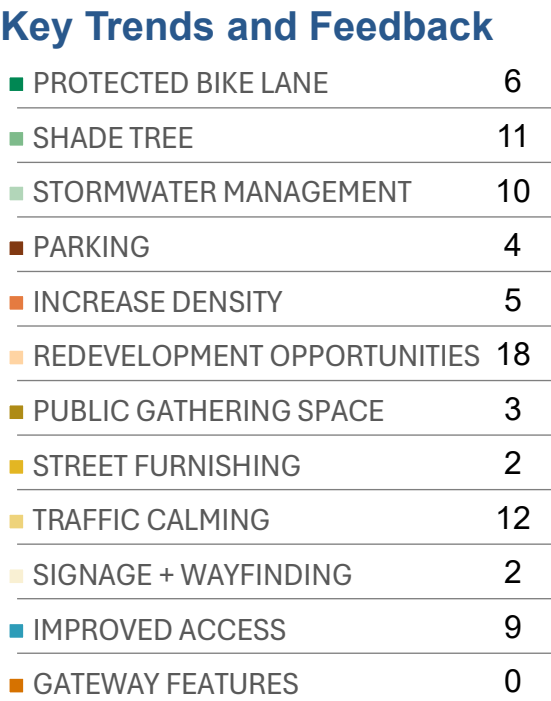 Key Trends and Feedback
PROTECTED BIKE LANE 6
SHADE TREE 11
STORMWATER MANAGEMENT 10
PARKING 4
INCREASE DENSITY 5
REDEVELOPMENT OPPORTUNITIES 18
PUBLIC GATHERING SPACE 3
STREET FURNISHING 2
TRAFFIC CALMING 12
SIGNAGE + WAYFINDING 2
IMPROVED ACCESS 9
GATEWAY FEATURES 0